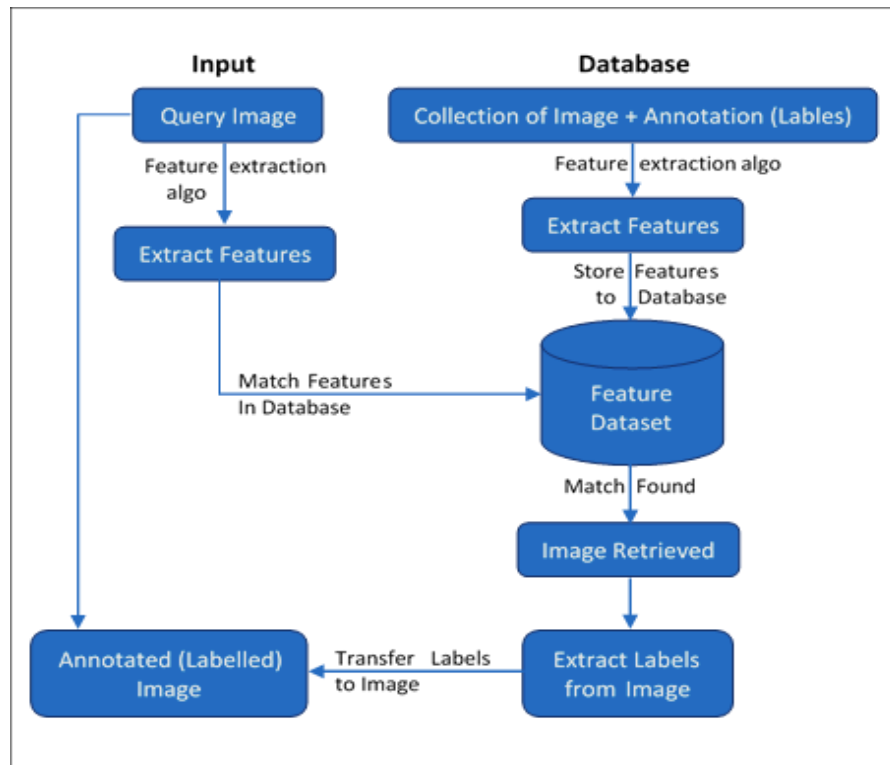 Input
Database
Query Image
Collection of Image + Annotation (Lables)
Feature extraction
algo
Feature extraction algo
Extract Features
Extract Features
Store Features
to Database
Match Features
In Database
Feature
Dataset
Match Found
Image Retrieved
Annotated (Labelled)
Image
Transfer Labels
to Image
Extract Labels
from Image